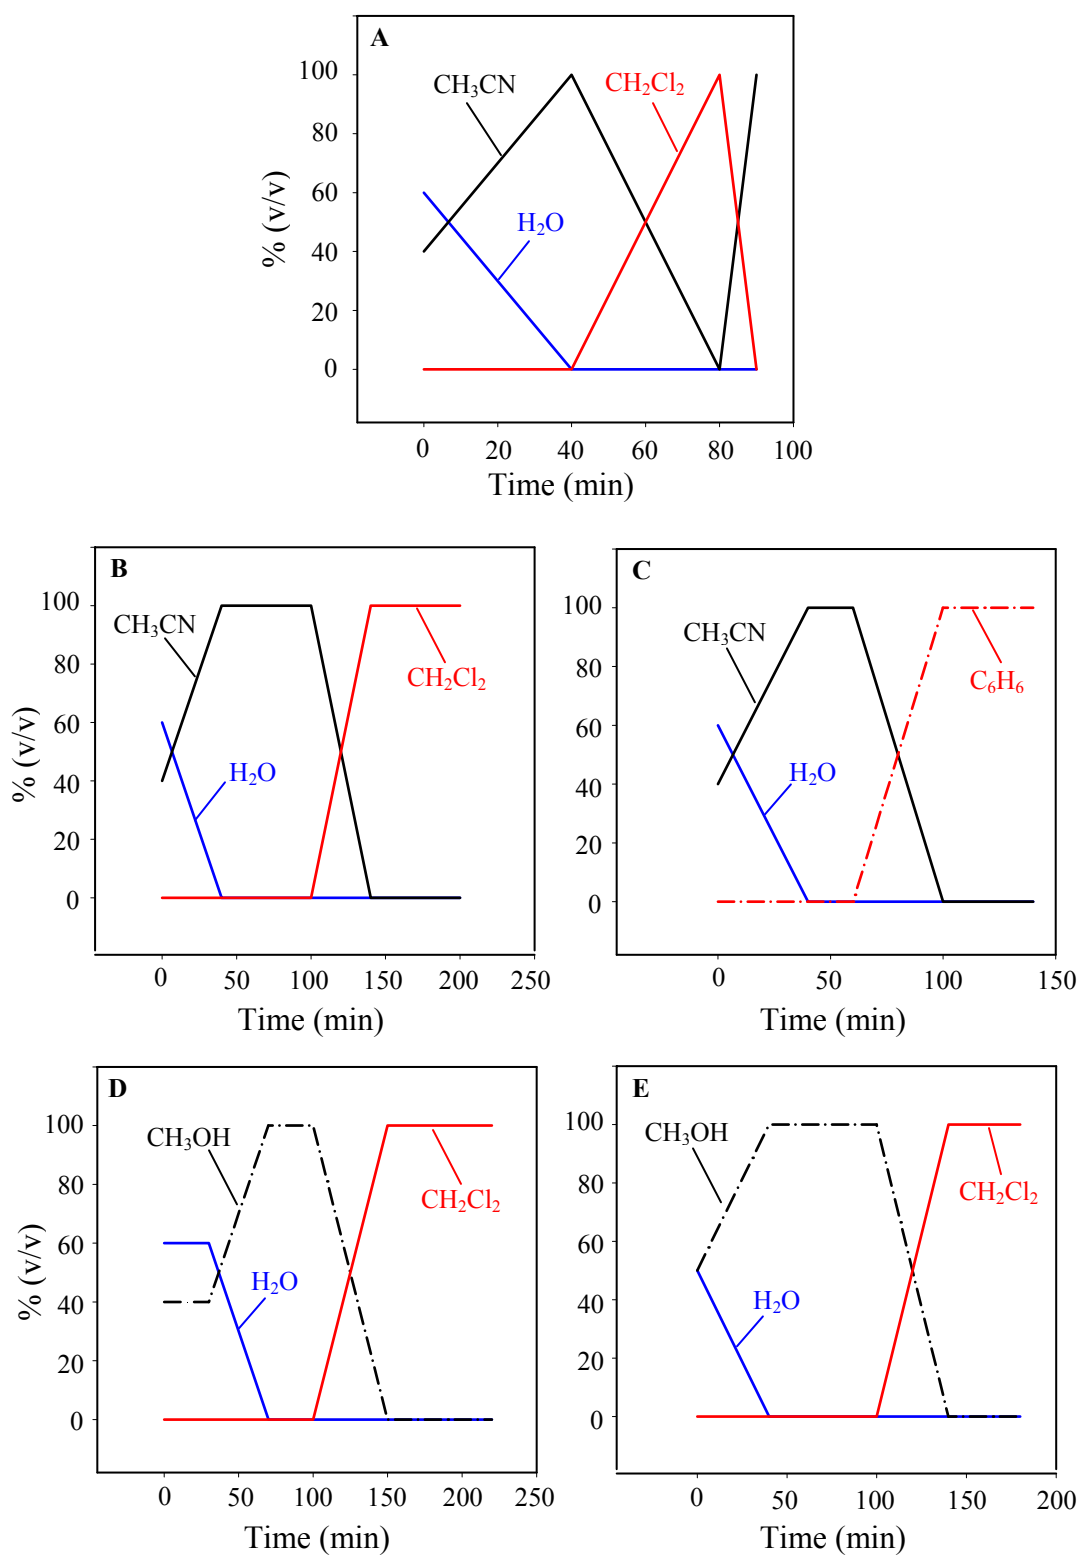 A
100
CH₃CN
CH₂Cl₂
80
60
H₂O
40
20
0
% (v/v)
0 20 40 60 80 100
Time (min)
B
100
CH₃CN
CH₂Cl₂
80
60
H₂O
40
20
0
% (v/v)
0 50 100 150 200 250
Time (min)
C
100
CH₃CN
C₆H₆
80
60
H₂O
40
20
0
0 50 100 150
Time (min)
D
100
CH₃OH
80
CH₂Cl₂
60
H₂O
40
20
0
% (v/v)
0 50 100 150 200 250
Time (min)
E
100
CH₃OH
80
CH₂Cl₂
60
H₂O
40
20
0
0 50 100 150 200
Time (min)